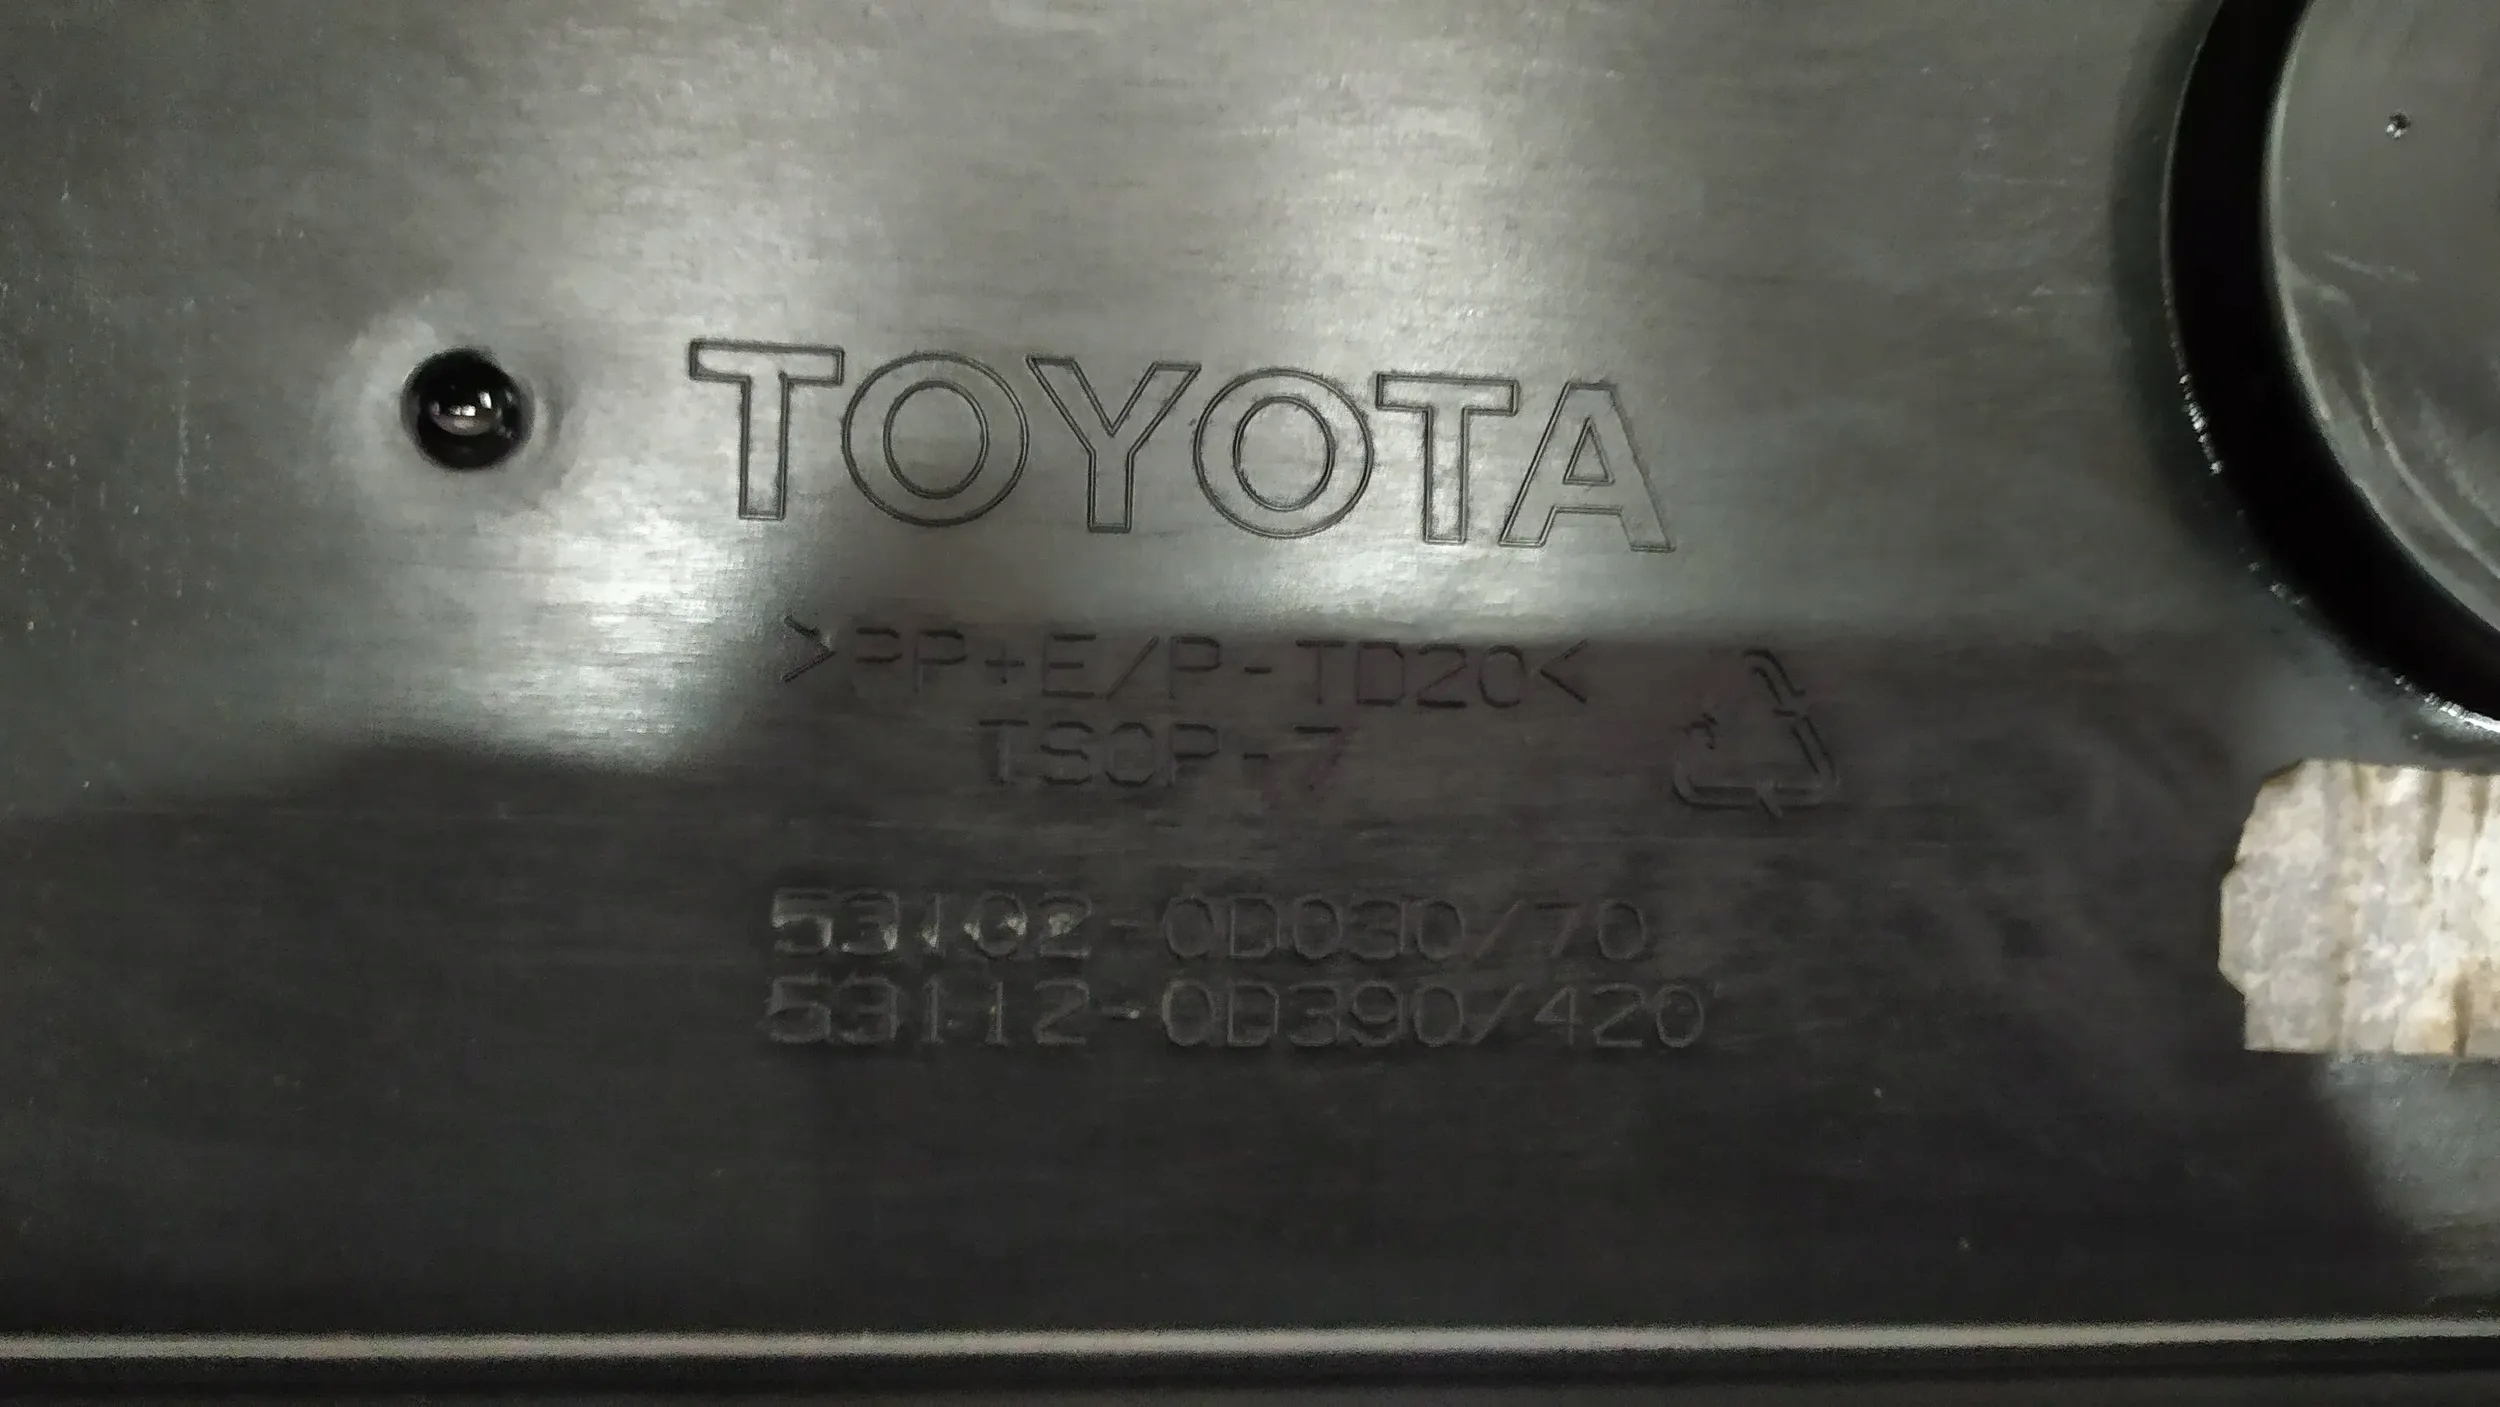 TOYOTA
>PP+E/P-TD20<
TSOP-7
53102-0D030/70
53112-0D390/420